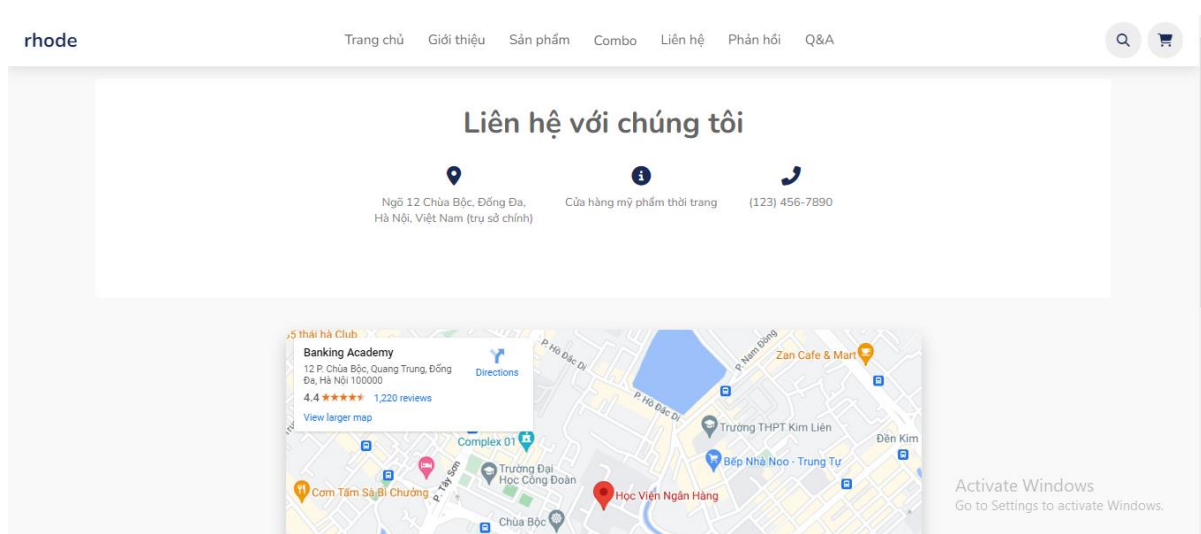 rhode
Trang chủ Giới thiệu Sản phẩm Combo Liên hệ Phản hồi Q&A
Liên hệ với chúng tôi
Ngõ 12 Chùa Bộc, Đống Đa,
Hà Nội, Việt Nam (trụ sở chính)
Cửa hàng mỹ phẩm thời trang
(123) 456-7890
thái hà Club
Banking Academy
12 P. Chùa Bộc, Quang Trung, Đống
Đa, Hà Nội 100000
4.4 1,220 reviews
View larger map
Directions
P. Hồ Đắc Di
P. Nam Đồng
Zan Cafe & Mart
P. Hồ Đắc Di
Trường THPT Kim Liên
Đền Kim
Complex 01
Bếp Nhà Noo - Trung Tự
Trường Đại
Học Công Đoàn
P. Tây Sơn
Cơm Tấm Sà Bì Chưởng
Học Viện Ngân Hàng
Chùa Bộc
Activate Windows
Go to Settings to activate Windows.